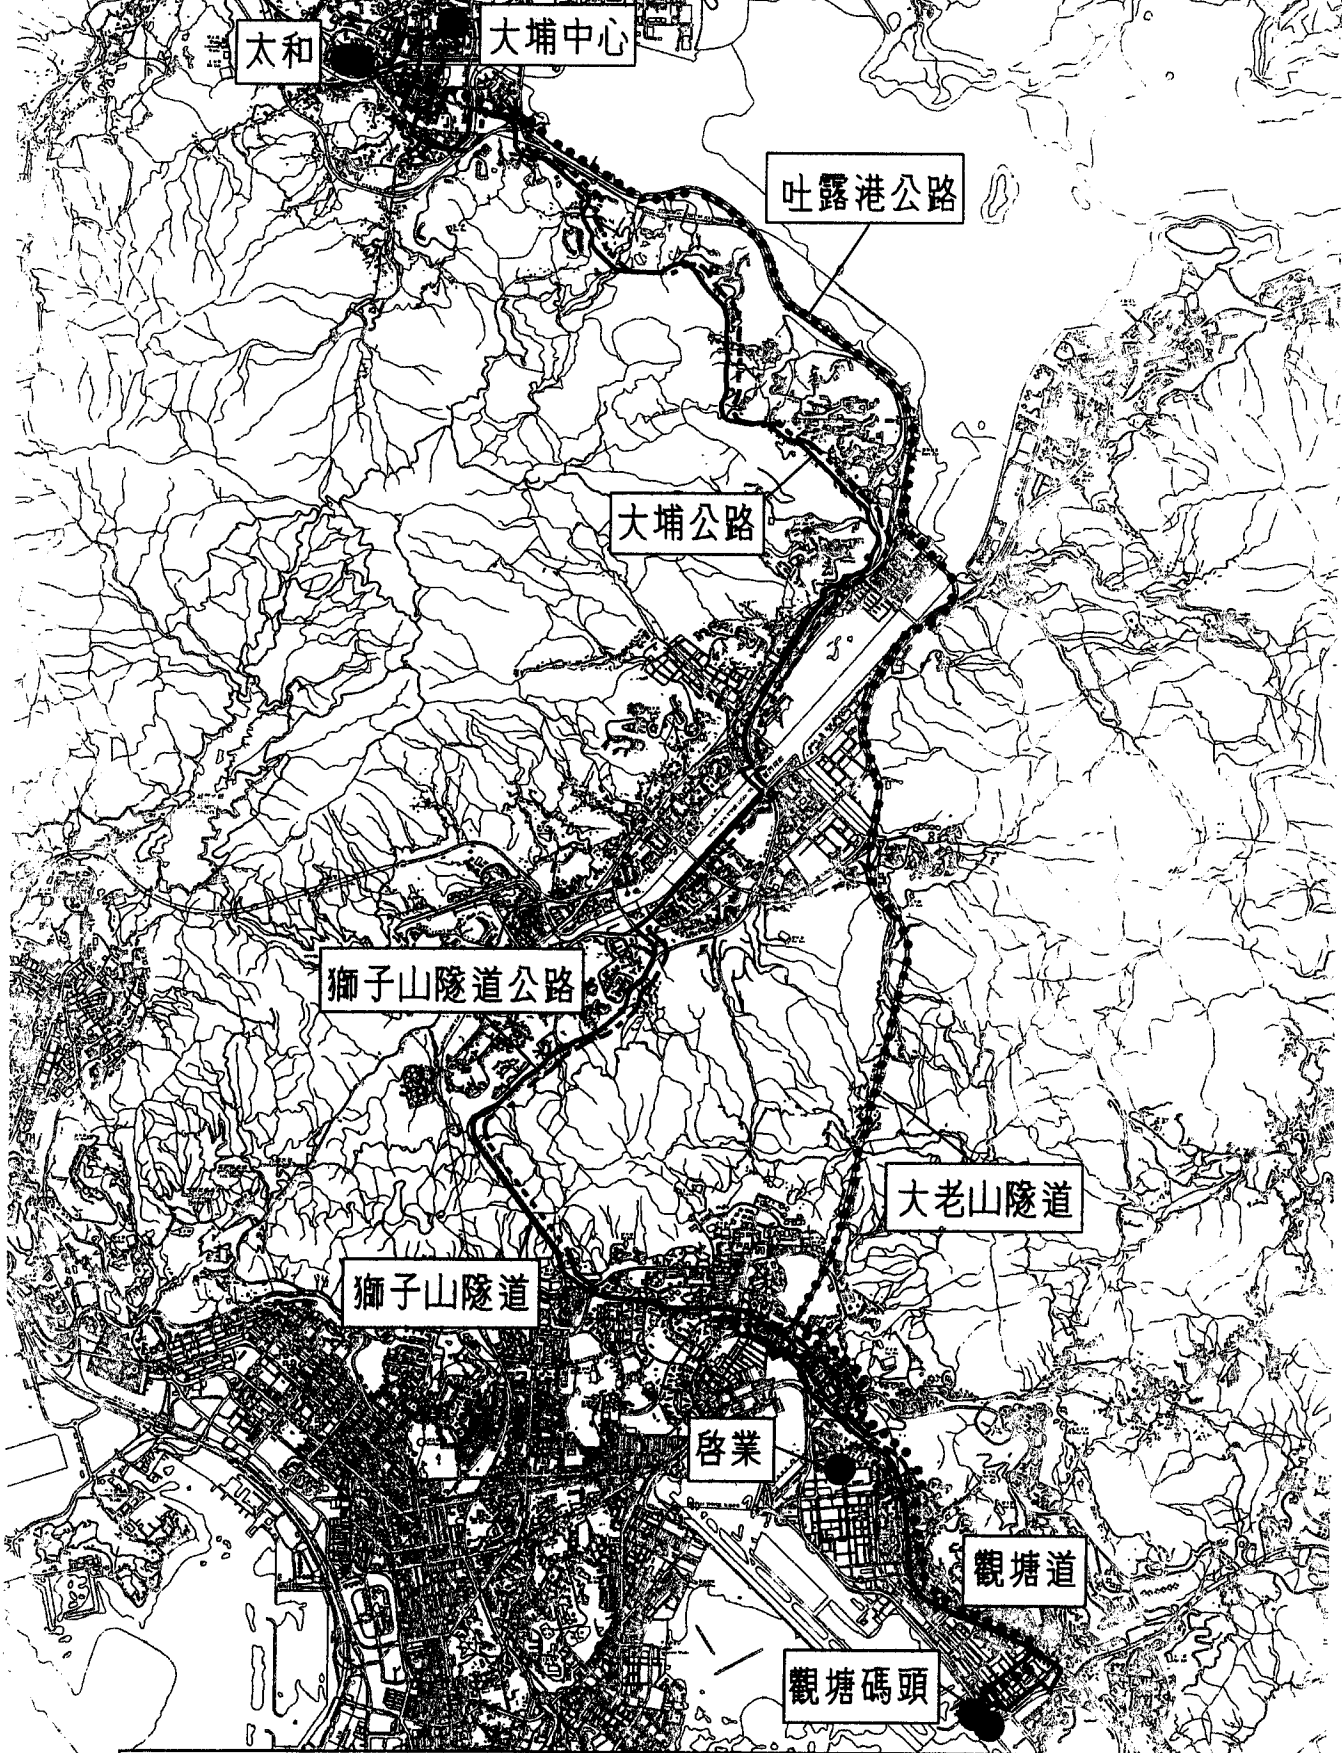 太和
大埔中心
吐露港公路
大埔公路
獅子山隧道公路
大老山隧道
獅子山隧道
啓業
觀塘道
觀塘碼頭